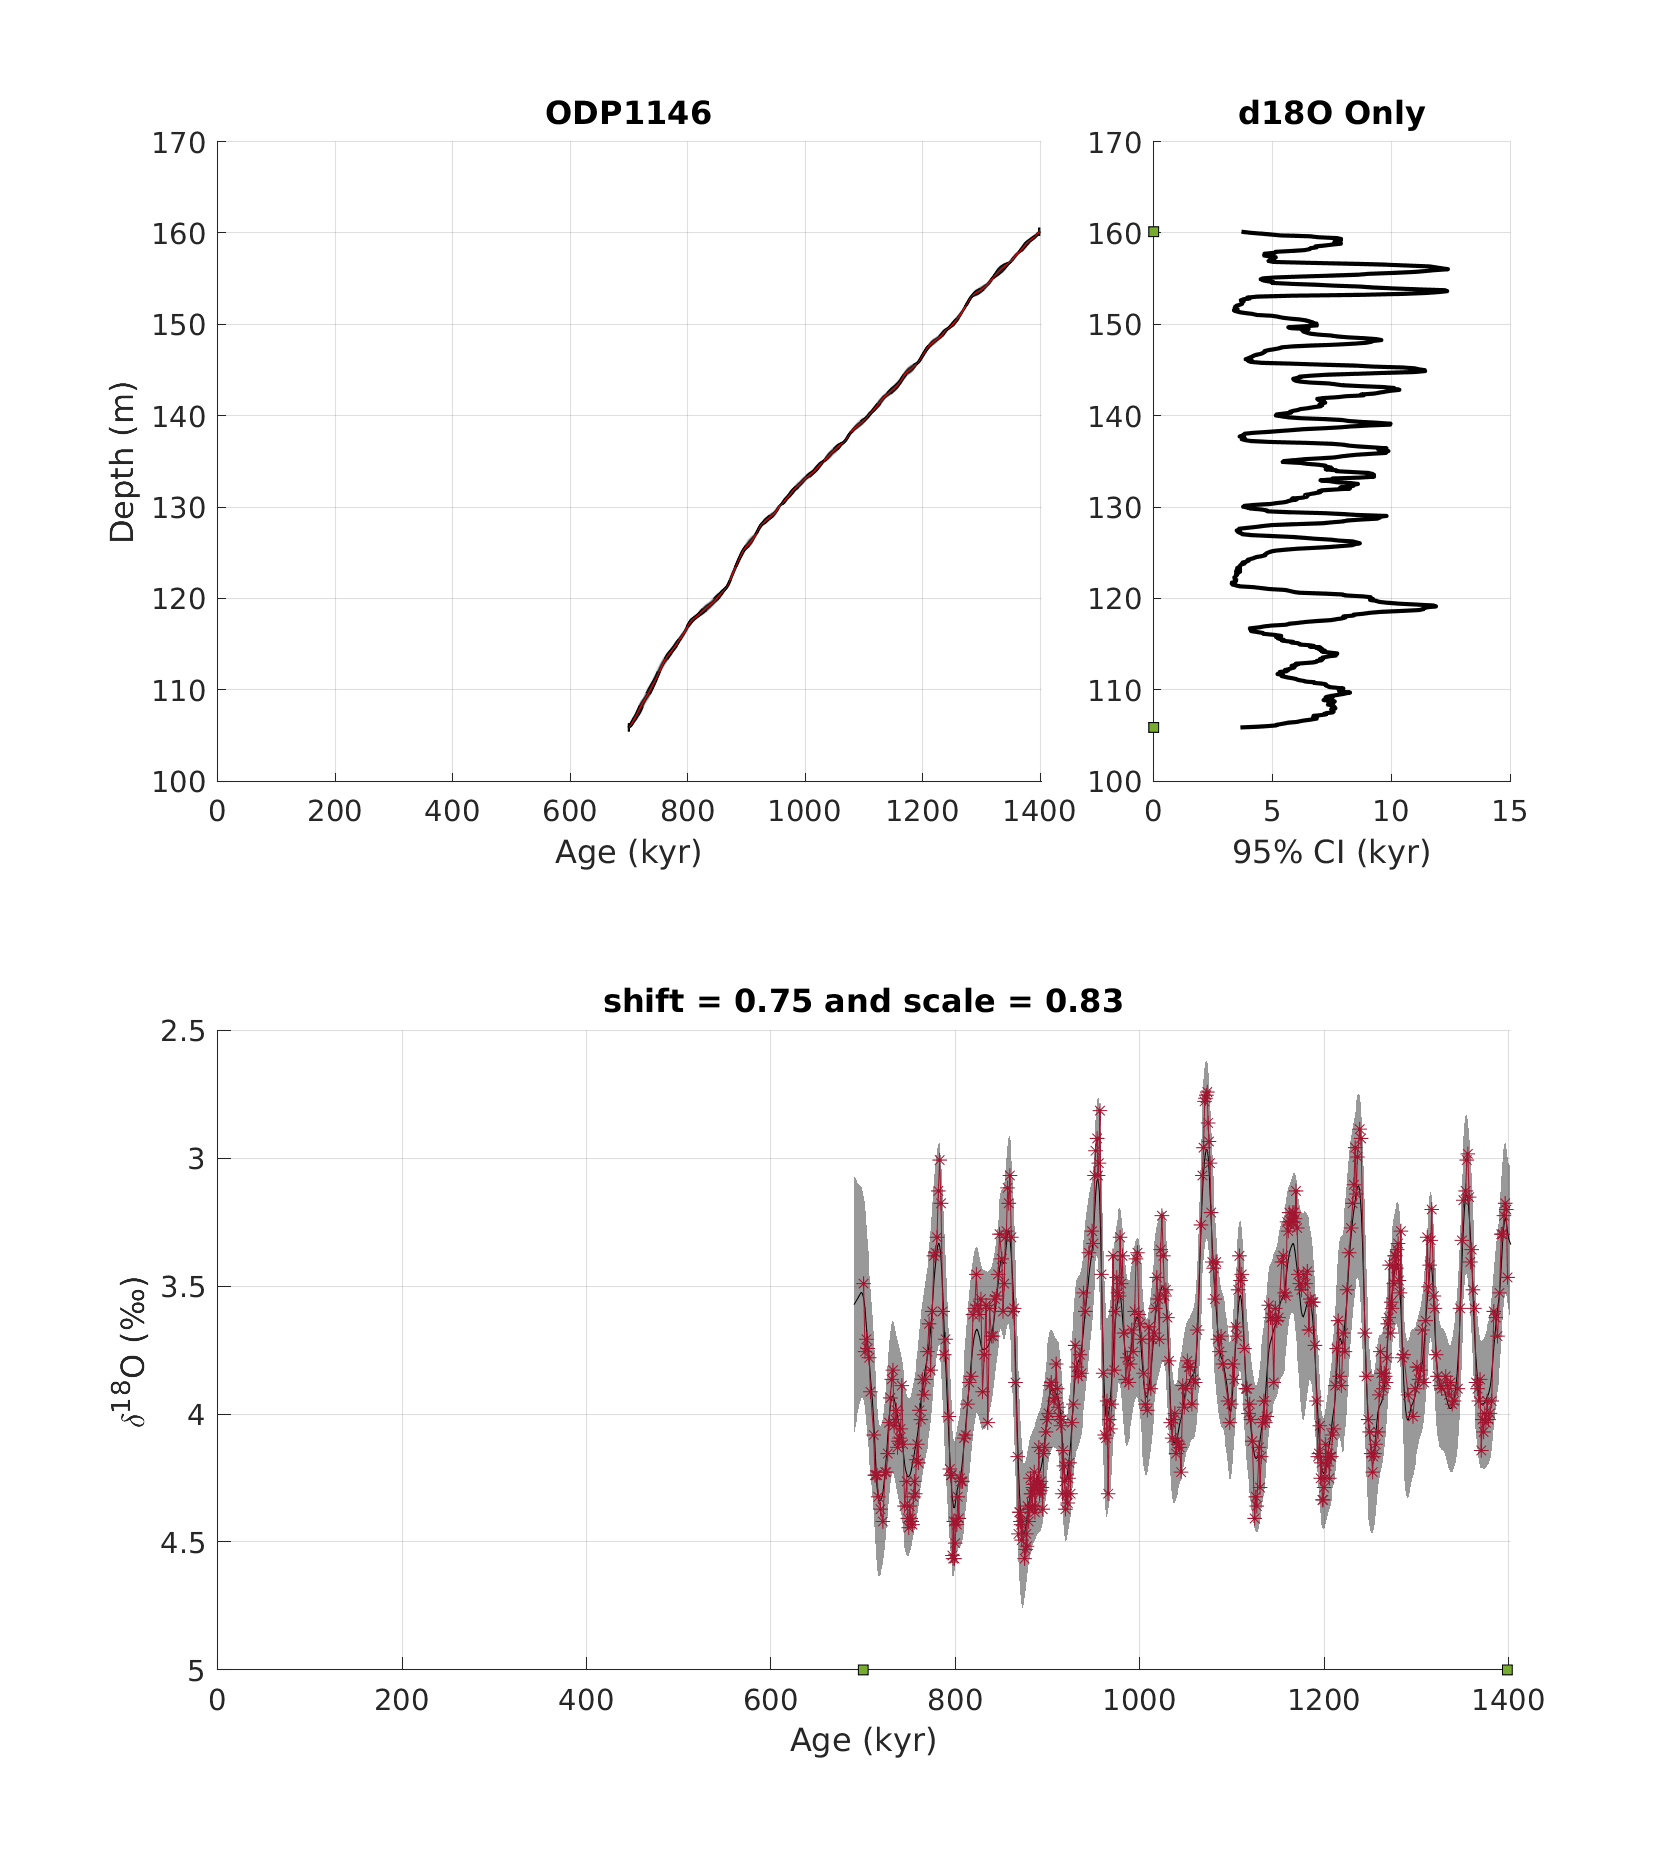 ODP1146
d18O Only
170
160
150
140
130
120
110
100
Depth (m)
0 200 400 600 800 1000 1200 1400
Age (kyr)
170
160
150
140
130
120
110
100
0 5 10 15
95% CI (kyr)
shift = 0.75 and scale = 0.83
2.5
3
3.5
4
4.5
5
δ¹⁸O (‰)
0 200 400 600 800 1000 1200 1400
Age (kyr)